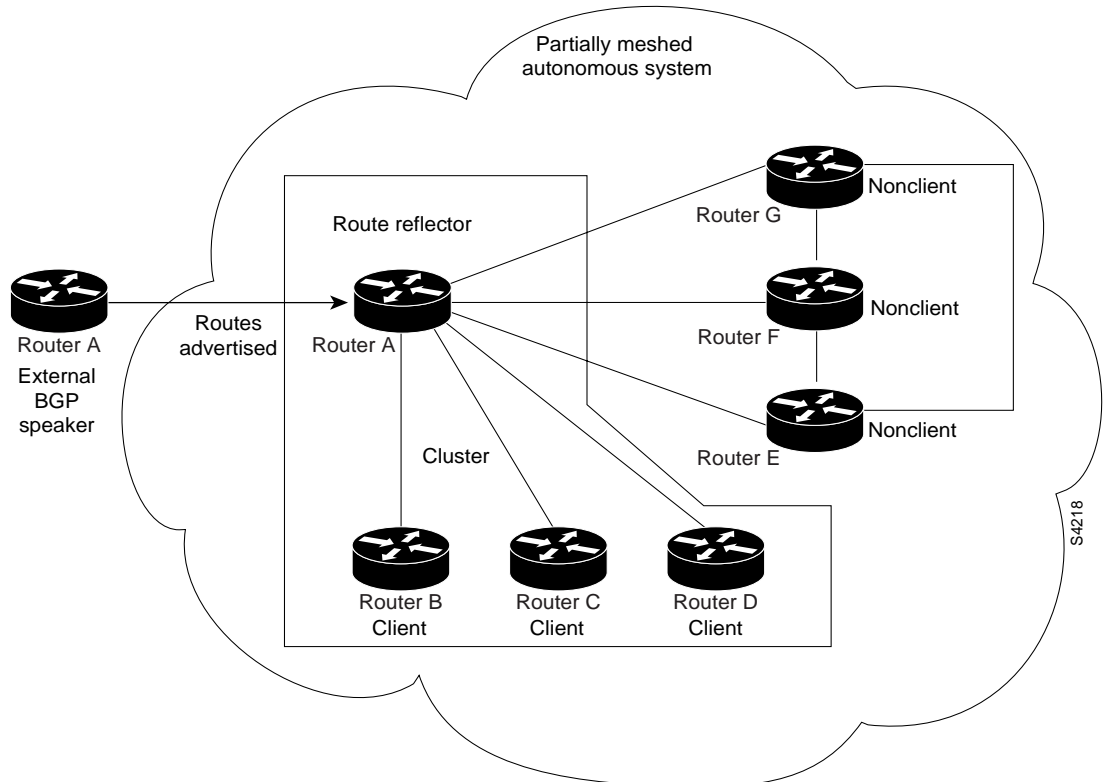 Partially meshed
autonomous system
Nonclient
Router G
Route reflector
Nonclient
Routes
advertised
Router A
Router A
Router F
External
BGP
speaker
Nonclient
Router E
Cluster
S4218
Router B
Client
Router C
Client
Router D
Client